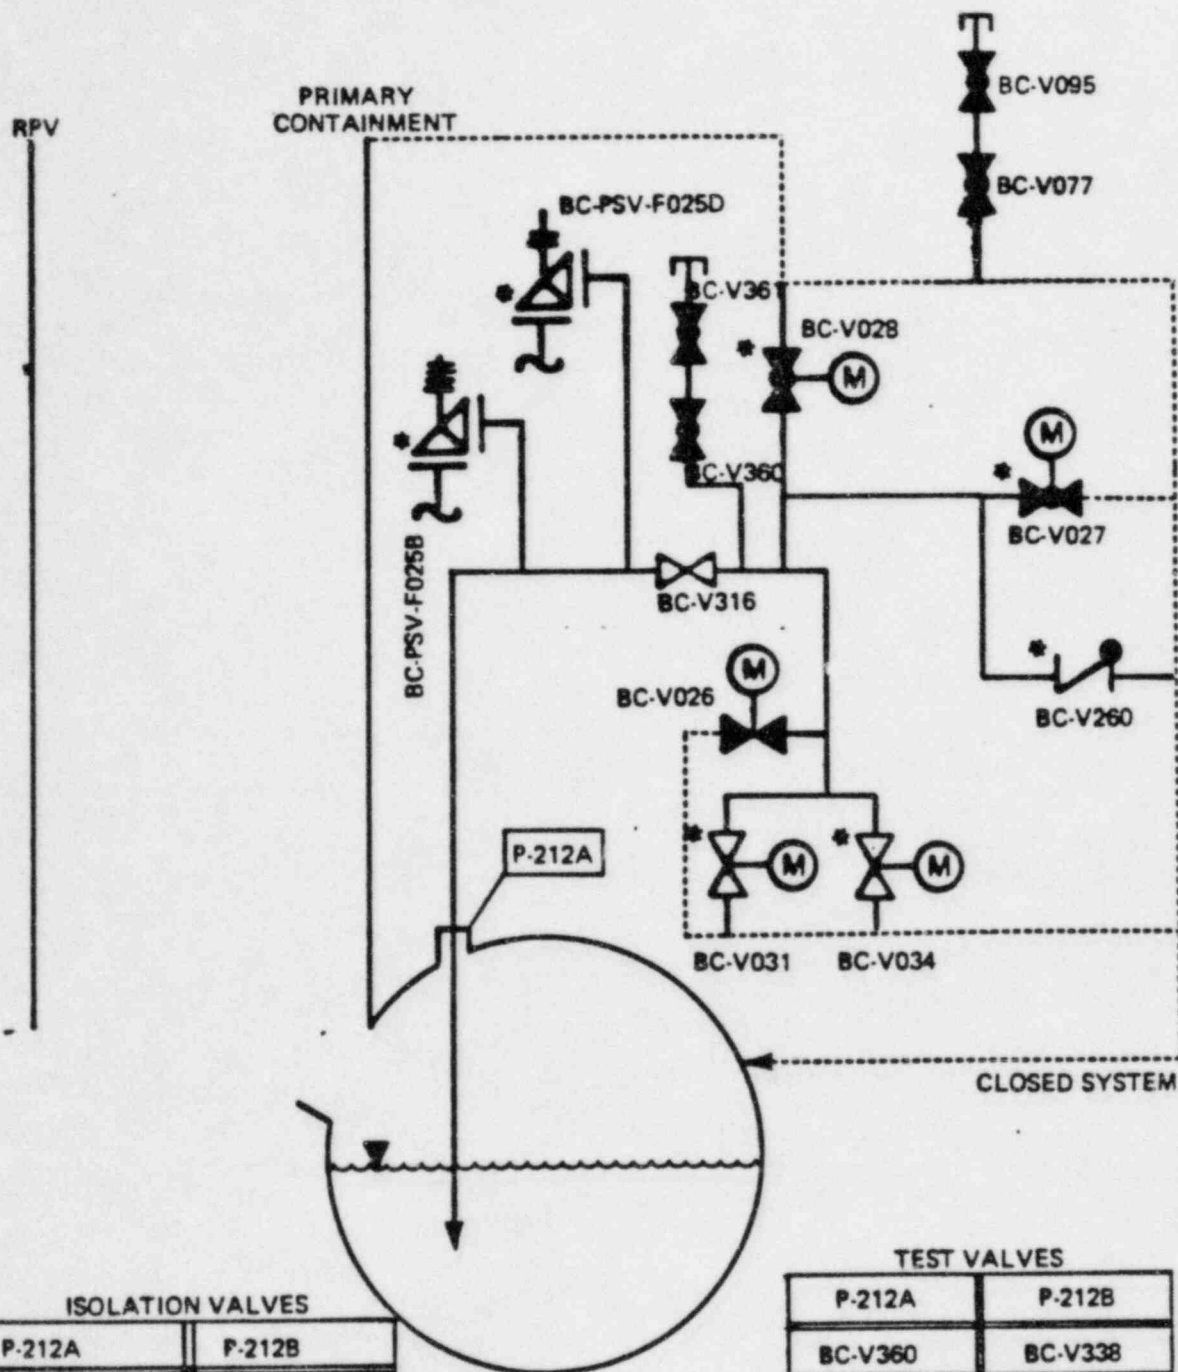 RPV
PRIMARY
CONTAINMENT
BC-V095
BC-V077
BC-PSV-F025D
BC-V361
BC-V028
M
M
BC-V360
BC-V027
BC-PSV-F025B
BC-V316
M
BC-V026
BC-V260
P-212A
M
M
BC-V031
BC-V034
CLOSED SYSTEM
TEST VALVES
P-212A
P-212B
BC-V360
BC-V338
ISOLATION VALVES
P-212A
P-212B